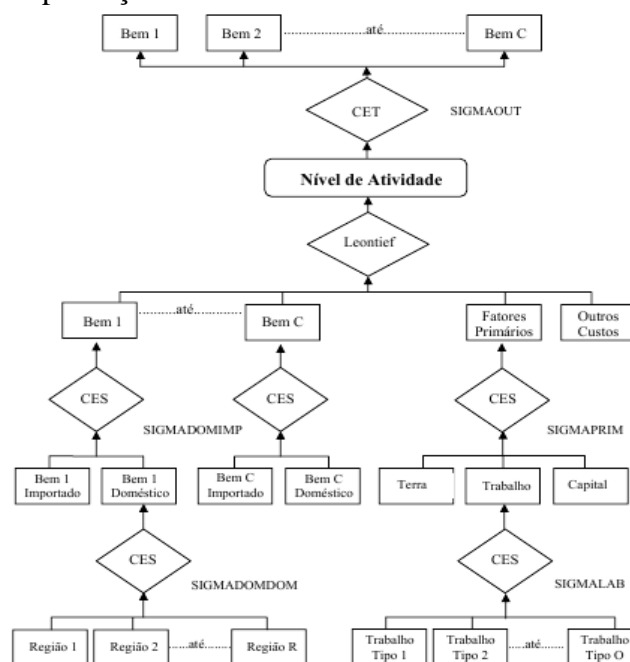 Bem 1
Bem 2
até
Bem C
CET
SIGMAOUT
Nível de Atividade
Leontief
Bem 1
até
Bem C
Fatores
Primários
Outros
Custos
CES
CES
CES
SIGMADOMIMP
SIGMAPRIM
Bem 1
Importado
Bem 1
Doméstico
Bem C
Importado
Bem C
Doméstico
Terra
Trabalho
Capital
CES
CES
SIGMADOMDOM
SIGMALAB
Região 1
Região 2
até
Região R
Trabalho
Tipo 1
Trabalho
Tipo 2
até
Trabalho
Tipo O